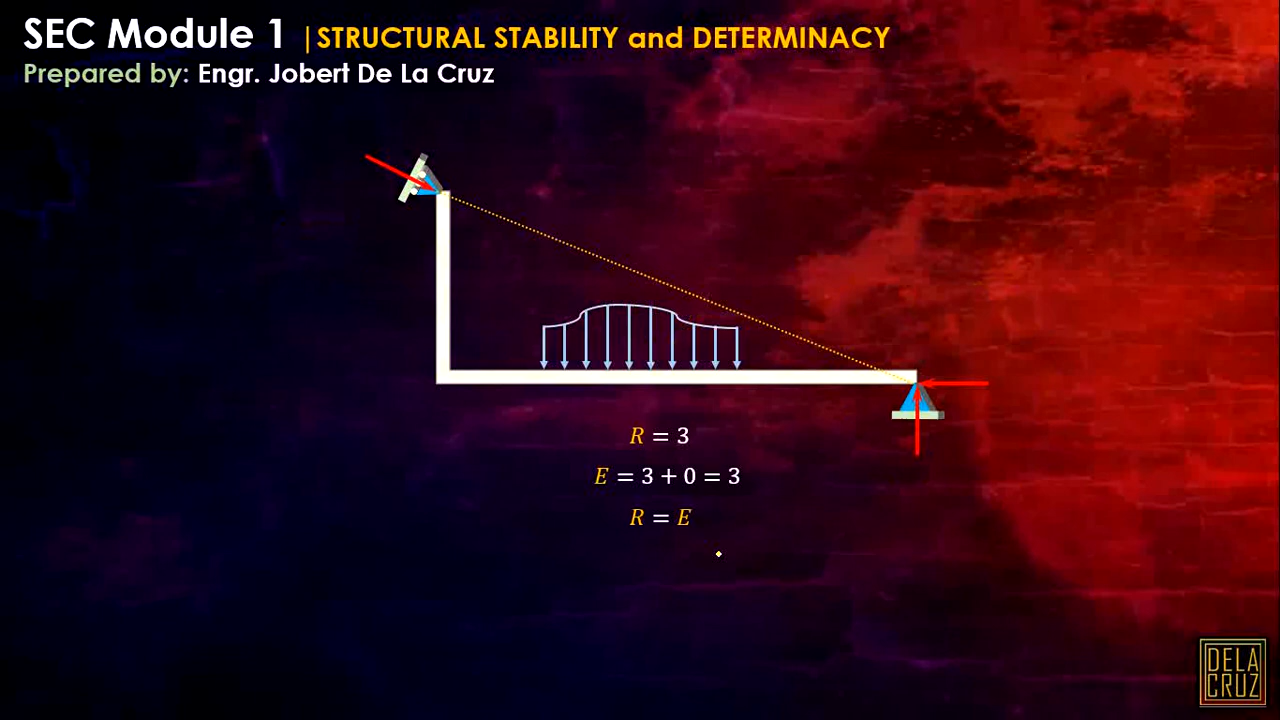 SEC Module 1 |STRUCTURAL STABILITY and DETERMINACY
Prepared by: Engr. Jobert De La Cruz
R = 3
E = 3 + 0 = 3
R = E
DELA
CRUZ